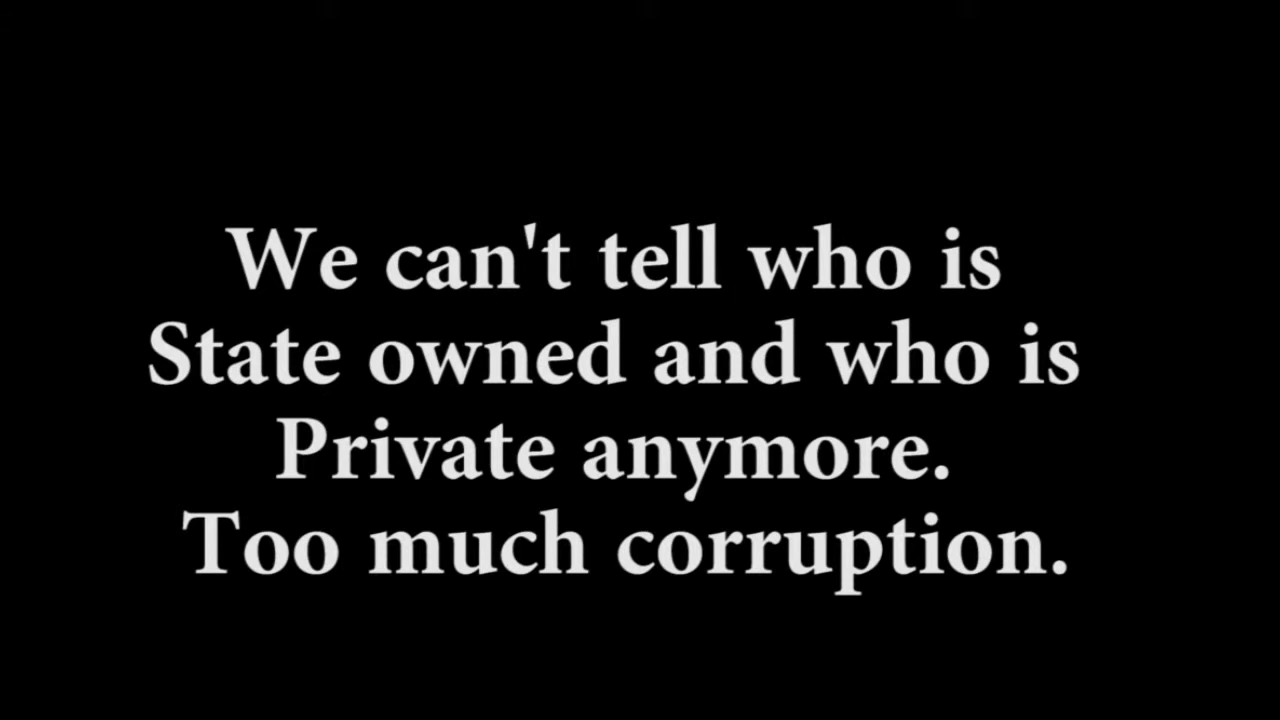 We can't tell who is
State owned and who is
Private anymore.
Too much corruption.